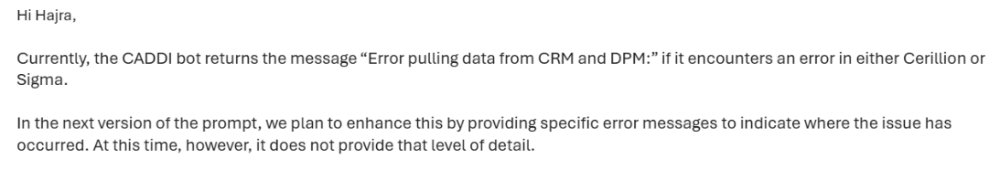 Hi Hajra,
Currently, the CADDI bot returns the message “Error pulling data from CRM and DPM:” if it encounters an error in either Cerillion or
Sigma.
In the next version of the prompt, we plan to enhance this by providing specific error messages to indicate where the issue has
occurred. At this time, however, it does not provide that level of detail.